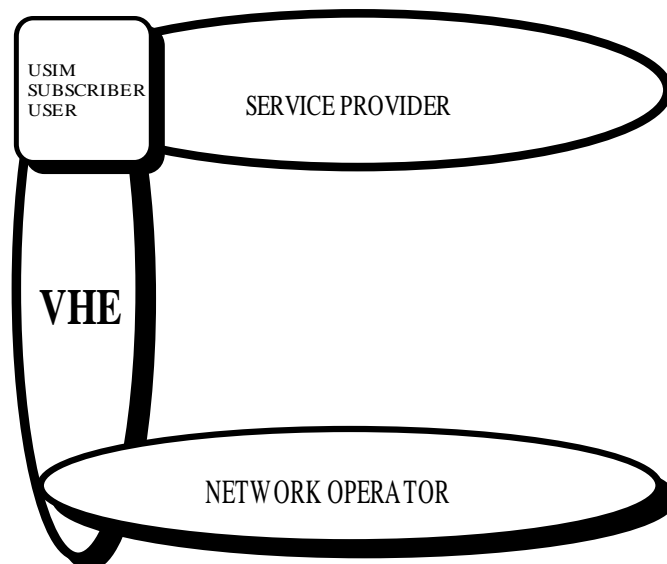 USIM
SUBSCRIBER
USER
SERVICE PROVIDER
VHE
NETWORK OPERATOR